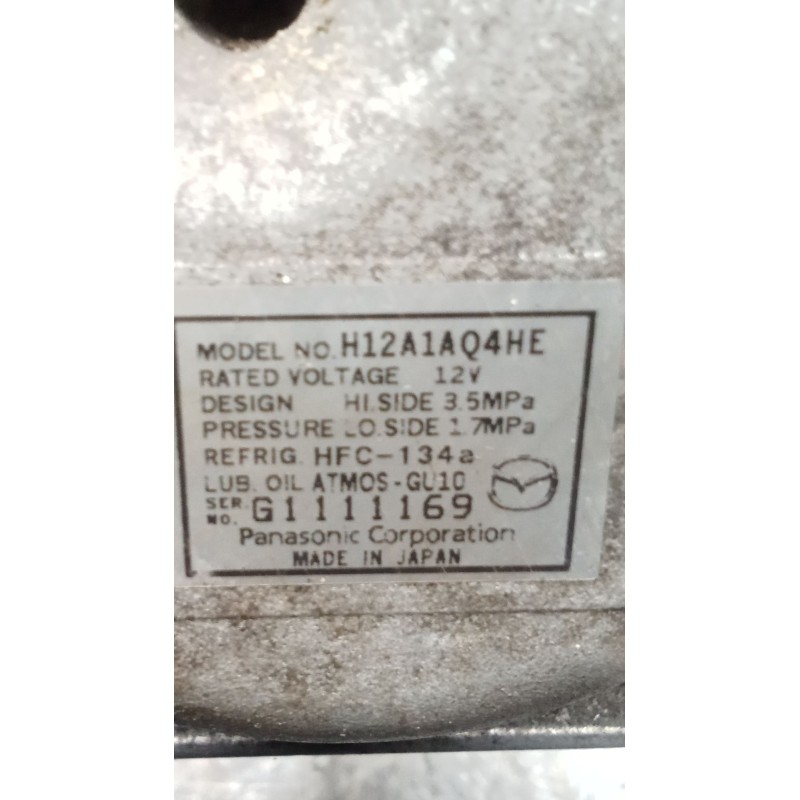 MODEL NO. H12A1AQ4HE
RATED VOLTAGE 12V
DESIGN HI.SIDE 3.5MPa
PRESSURE LO.SIDE 1.7MPa
REFRIG. HFC-134a
LUB. OIL ATMOS-GU10
SER. NO. G1111169
Panasonic Corporation
MADE IN JAPAN